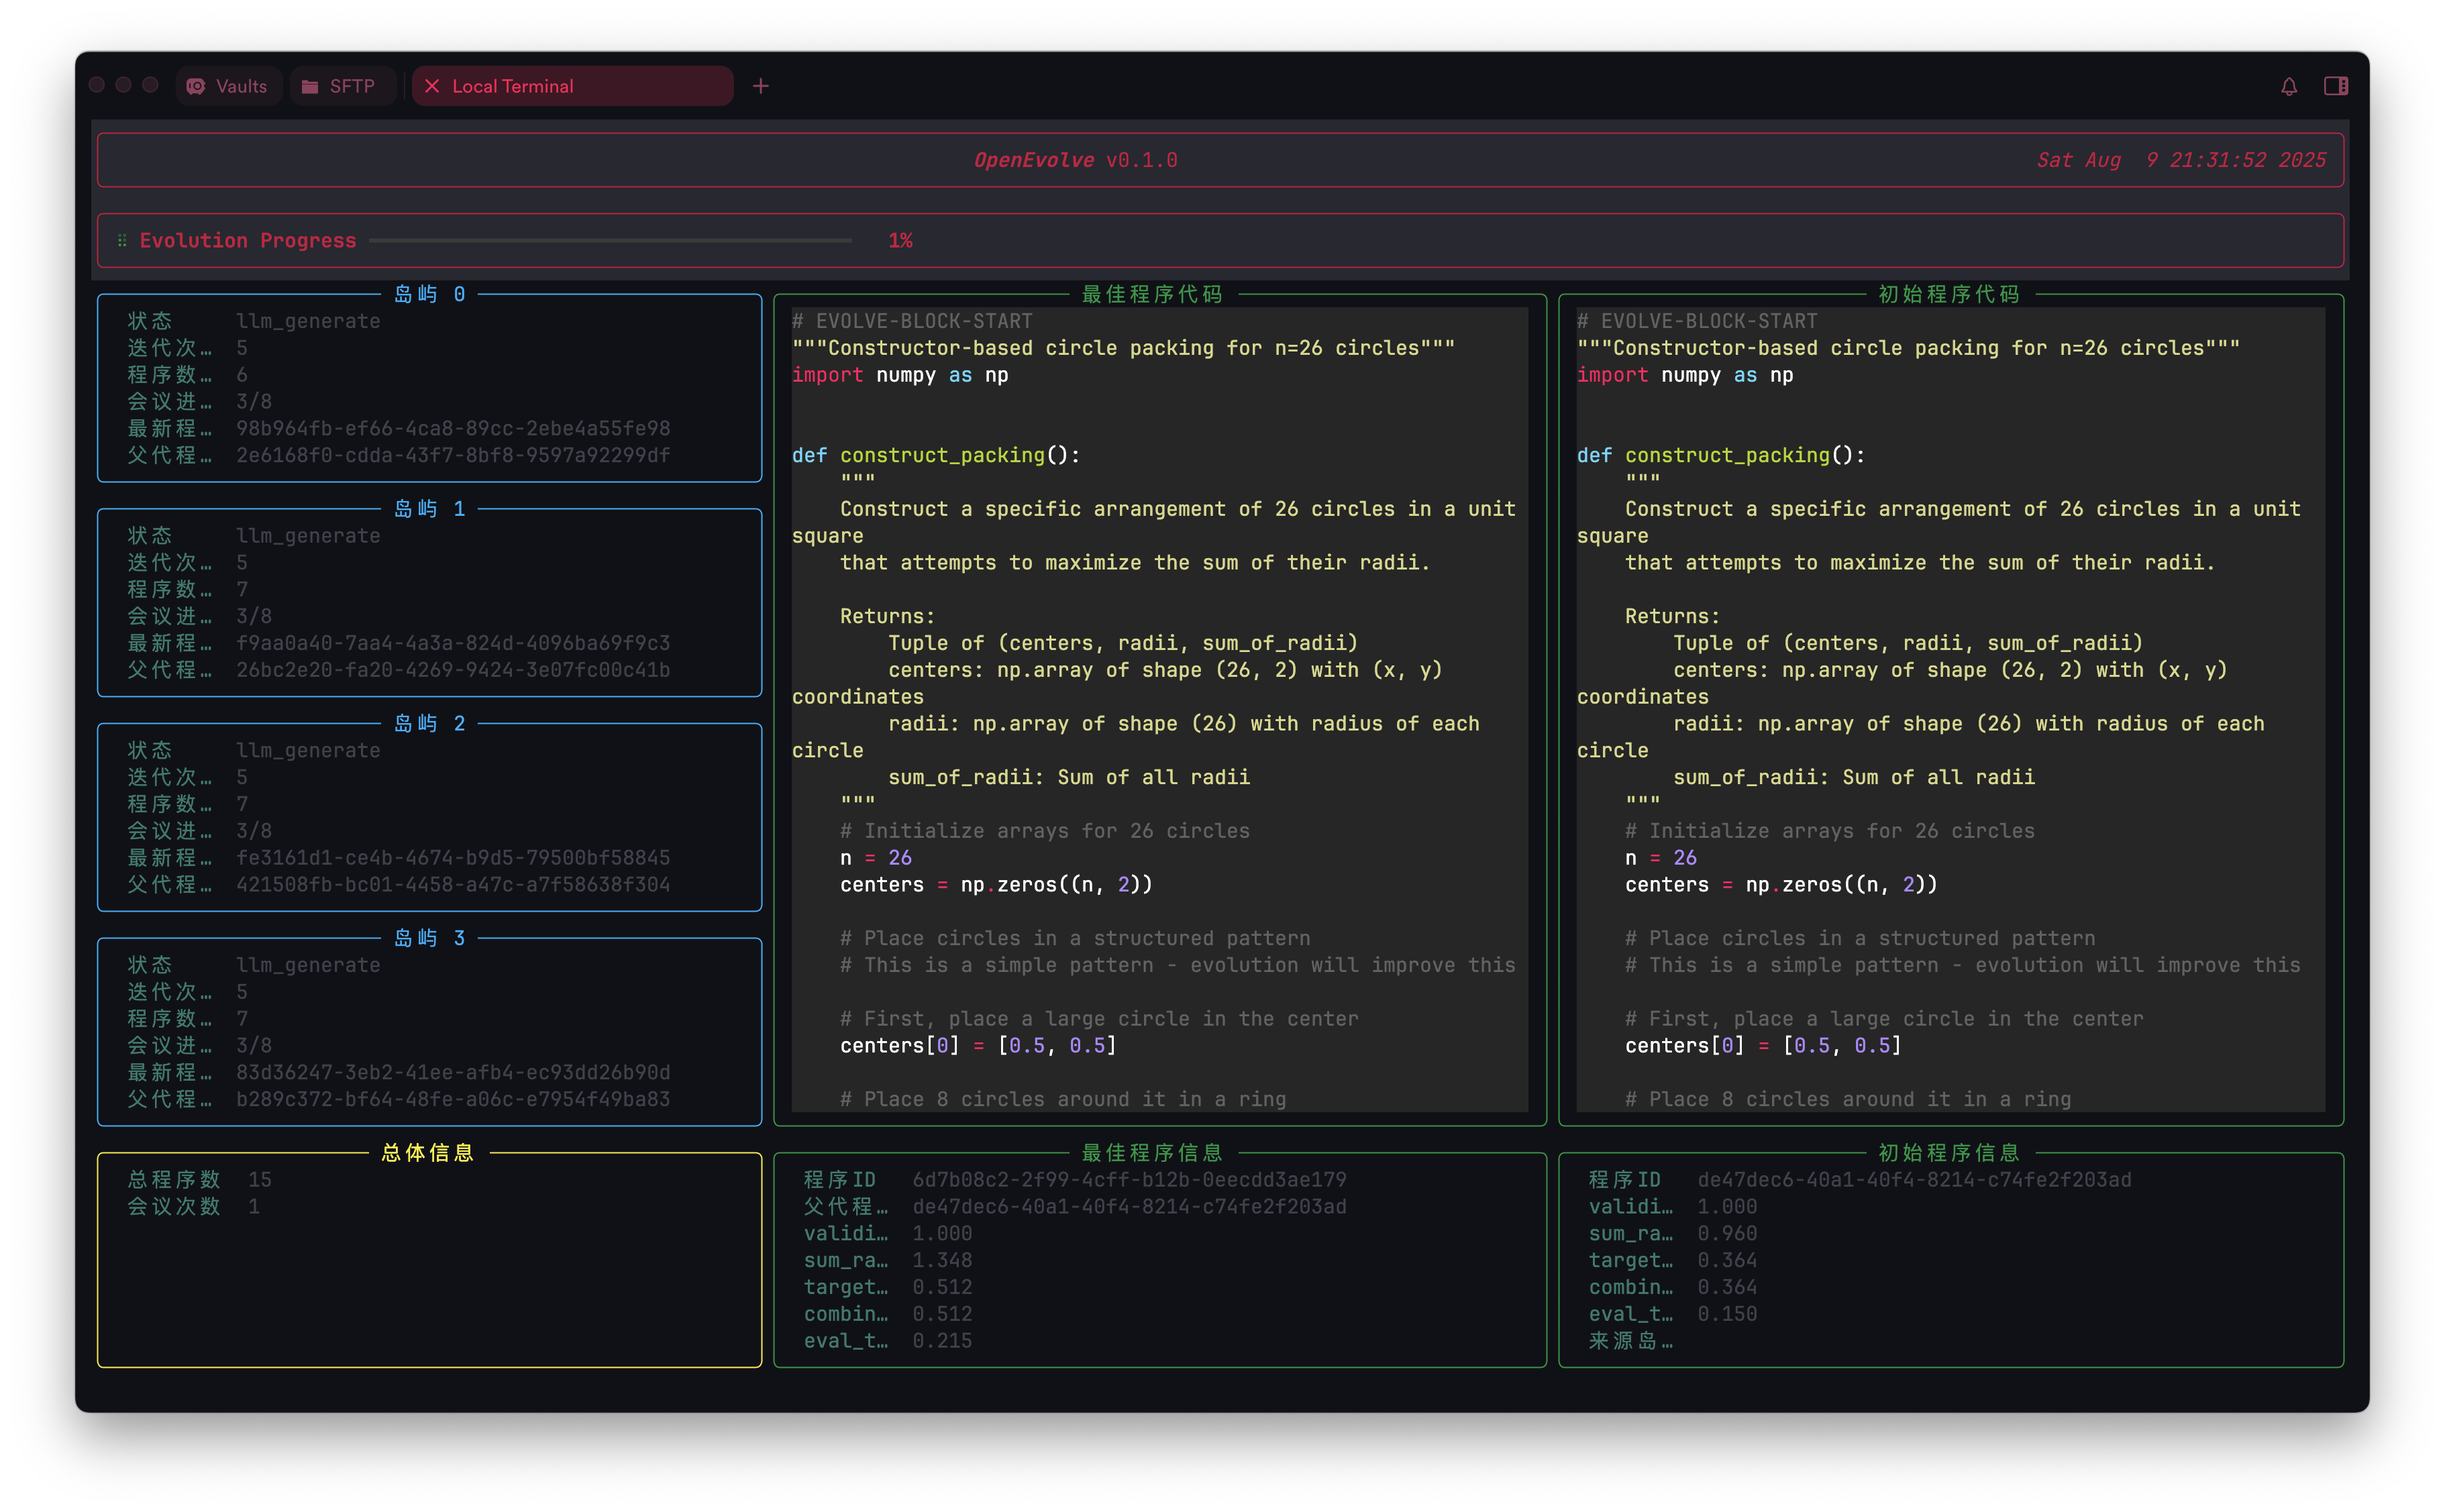 Vaults
SFTP
Local Terminal
OpenEvolve v0.1.0
Sat Aug  9 21:31:52 2025
Evolution Progress
1%
岛屿 0
状态 llm_generate
迭代次… 5
程序数… 6
会议进… 3/8
最新程… 98b964fb-ef66-4ca8-89cc-2ebe4a55fe98
父代程… 2e6168f0-cdda-43f7-8bf8-9597a92299df
岛屿 1
状态 llm_generate
迭代次… 5
程序数… 7
会议进… 3/8
最新程… f9aa0a40-7aa4-4a3a-824d-4096ba69f9c3
父代程… 26bc2e20-fa20-4269-9424-3e07fc00c41b
岛屿 2
状态 llm_generate
迭代次… 5
程序数… 7
会议进… 3/8
最新程… fe3161d1-ce4b-4674-b9d5-79500bf58845
父代程… 421508fb-bc01-4458-a47c-a7f58638f304
岛屿 3
状态 llm_generate
迭代次… 5
程序数… 7
会议进… 3/8
最新程… 83d36247-3eb2-41ee-afb4-ec93dd26b90d
父代程… b289c372-bf64-48fe-a06c-e7954f49ba83
总体信息
总程序数 15
会议次数 1
最佳程序代码
# EVOLVE-BLOCK-START
"""Constructor-based circle packing for n=26 circles"""
import numpy as np
def construct_packing():
    """
    Construct a specific arrangement of 26 circles in a unit
square
    that attempts to maximize the sum of their radii.
    Returns:
        Tuple of (centers, radii, sum_of_radii)
        centers: np.array of shape (26, 2) with (x, y)
coordinates
        radii: np.array of shape (26) with radius of each
circle
        sum_of_radii: Sum of all radii
    """
    # Initialize arrays for 26 circles
    n = 26
    centers = np.zeros((n, 2))
    # Place circles in a structured pattern
    # This is a simple pattern - evolution will improve this
    # First, place a large circle in the center
    centers[0] = [0.5, 0.5]
    # Place 8 circles around it in a ring
最佳程序信息
程序ID 6d7b08c2-2f99-4cff-b12b-0eecdd3ae179
父代程… de47dec6-40a1-40f4-8214-c74fe2f203ad
validi… 1.000
sum_ra… 1.348
target… 0.512
combin… 0.512
eval_t… 0.215
初始程序代码
# EVOLVE-BLOCK-START
"""Constructor-based circle packing for n=26 circles"""
import numpy as np
def construct_packing():
    """
    Construct a specific arrangement of 26 circles in a unit
square
    that attempts to maximize the sum of their radii.
    Returns:
        Tuple of (centers, radii, sum_of_radii)
        centers: np.array of shape (26, 2) with (x, y)
coordinates
        radii: np.array of shape (26) with radius of each
circle
        sum_of_radii: Sum of all radii
    """
    # Initialize arrays for 26 circles
    n = 26
    centers = np.zeros((n, 2))
    # Place circles in a structured pattern
    # This is a simple pattern - evolution will improve this
    # First, place a large circle in the center
    centers[0] = [0.5, 0.5]
    # Place 8 circles around it in a ring
初始程序信息
程序ID de47dec6-40a1-40f4-8214-c74fe2f203ad
validi… 1.000
sum_ra… 0.960
target… 0.364
combin… 0.364
eval_t… 0.150
来源岛…